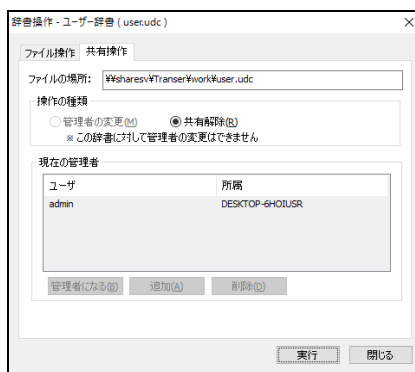 辞書操作 - ユーザー辞書 ( user.udc )
ファイル操作 共有操作
ファイルの場所: ¥¥sharesv¥Transer¥work¥user.udc
操作の種類
管理者の変更(M) 共有解除(R)
※ この辞書に対して管理者の変更はできません
現在の管理者
ユーザ 所属
admin DESKTOP-6HOIUSR
管理者になる(B) 追加(A) 削除(D)
実行 閉じる